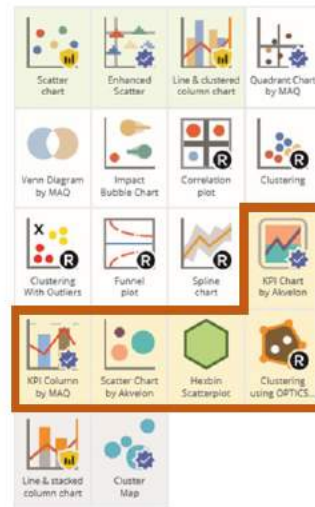 Scatter
chart
Enhanced
Scatter
Line & clustered
column chart
Quadrant Chart
by MAQ
Venn Diagram
by MAQ
Impact
Bubble Chart
R
Correlation
plot
R
Clustering
X
R
Clustering
With Outliers
R
Funnel
plot
R
Spline
chart
KPI Chart
by Akvelon
KPI Column
by MAQ
Scatter Chart
by Akvelon
Hexbin
Scatterplot
R
Clustering
using OPTICS...
Line & stacked
column chart
Cluster
Map